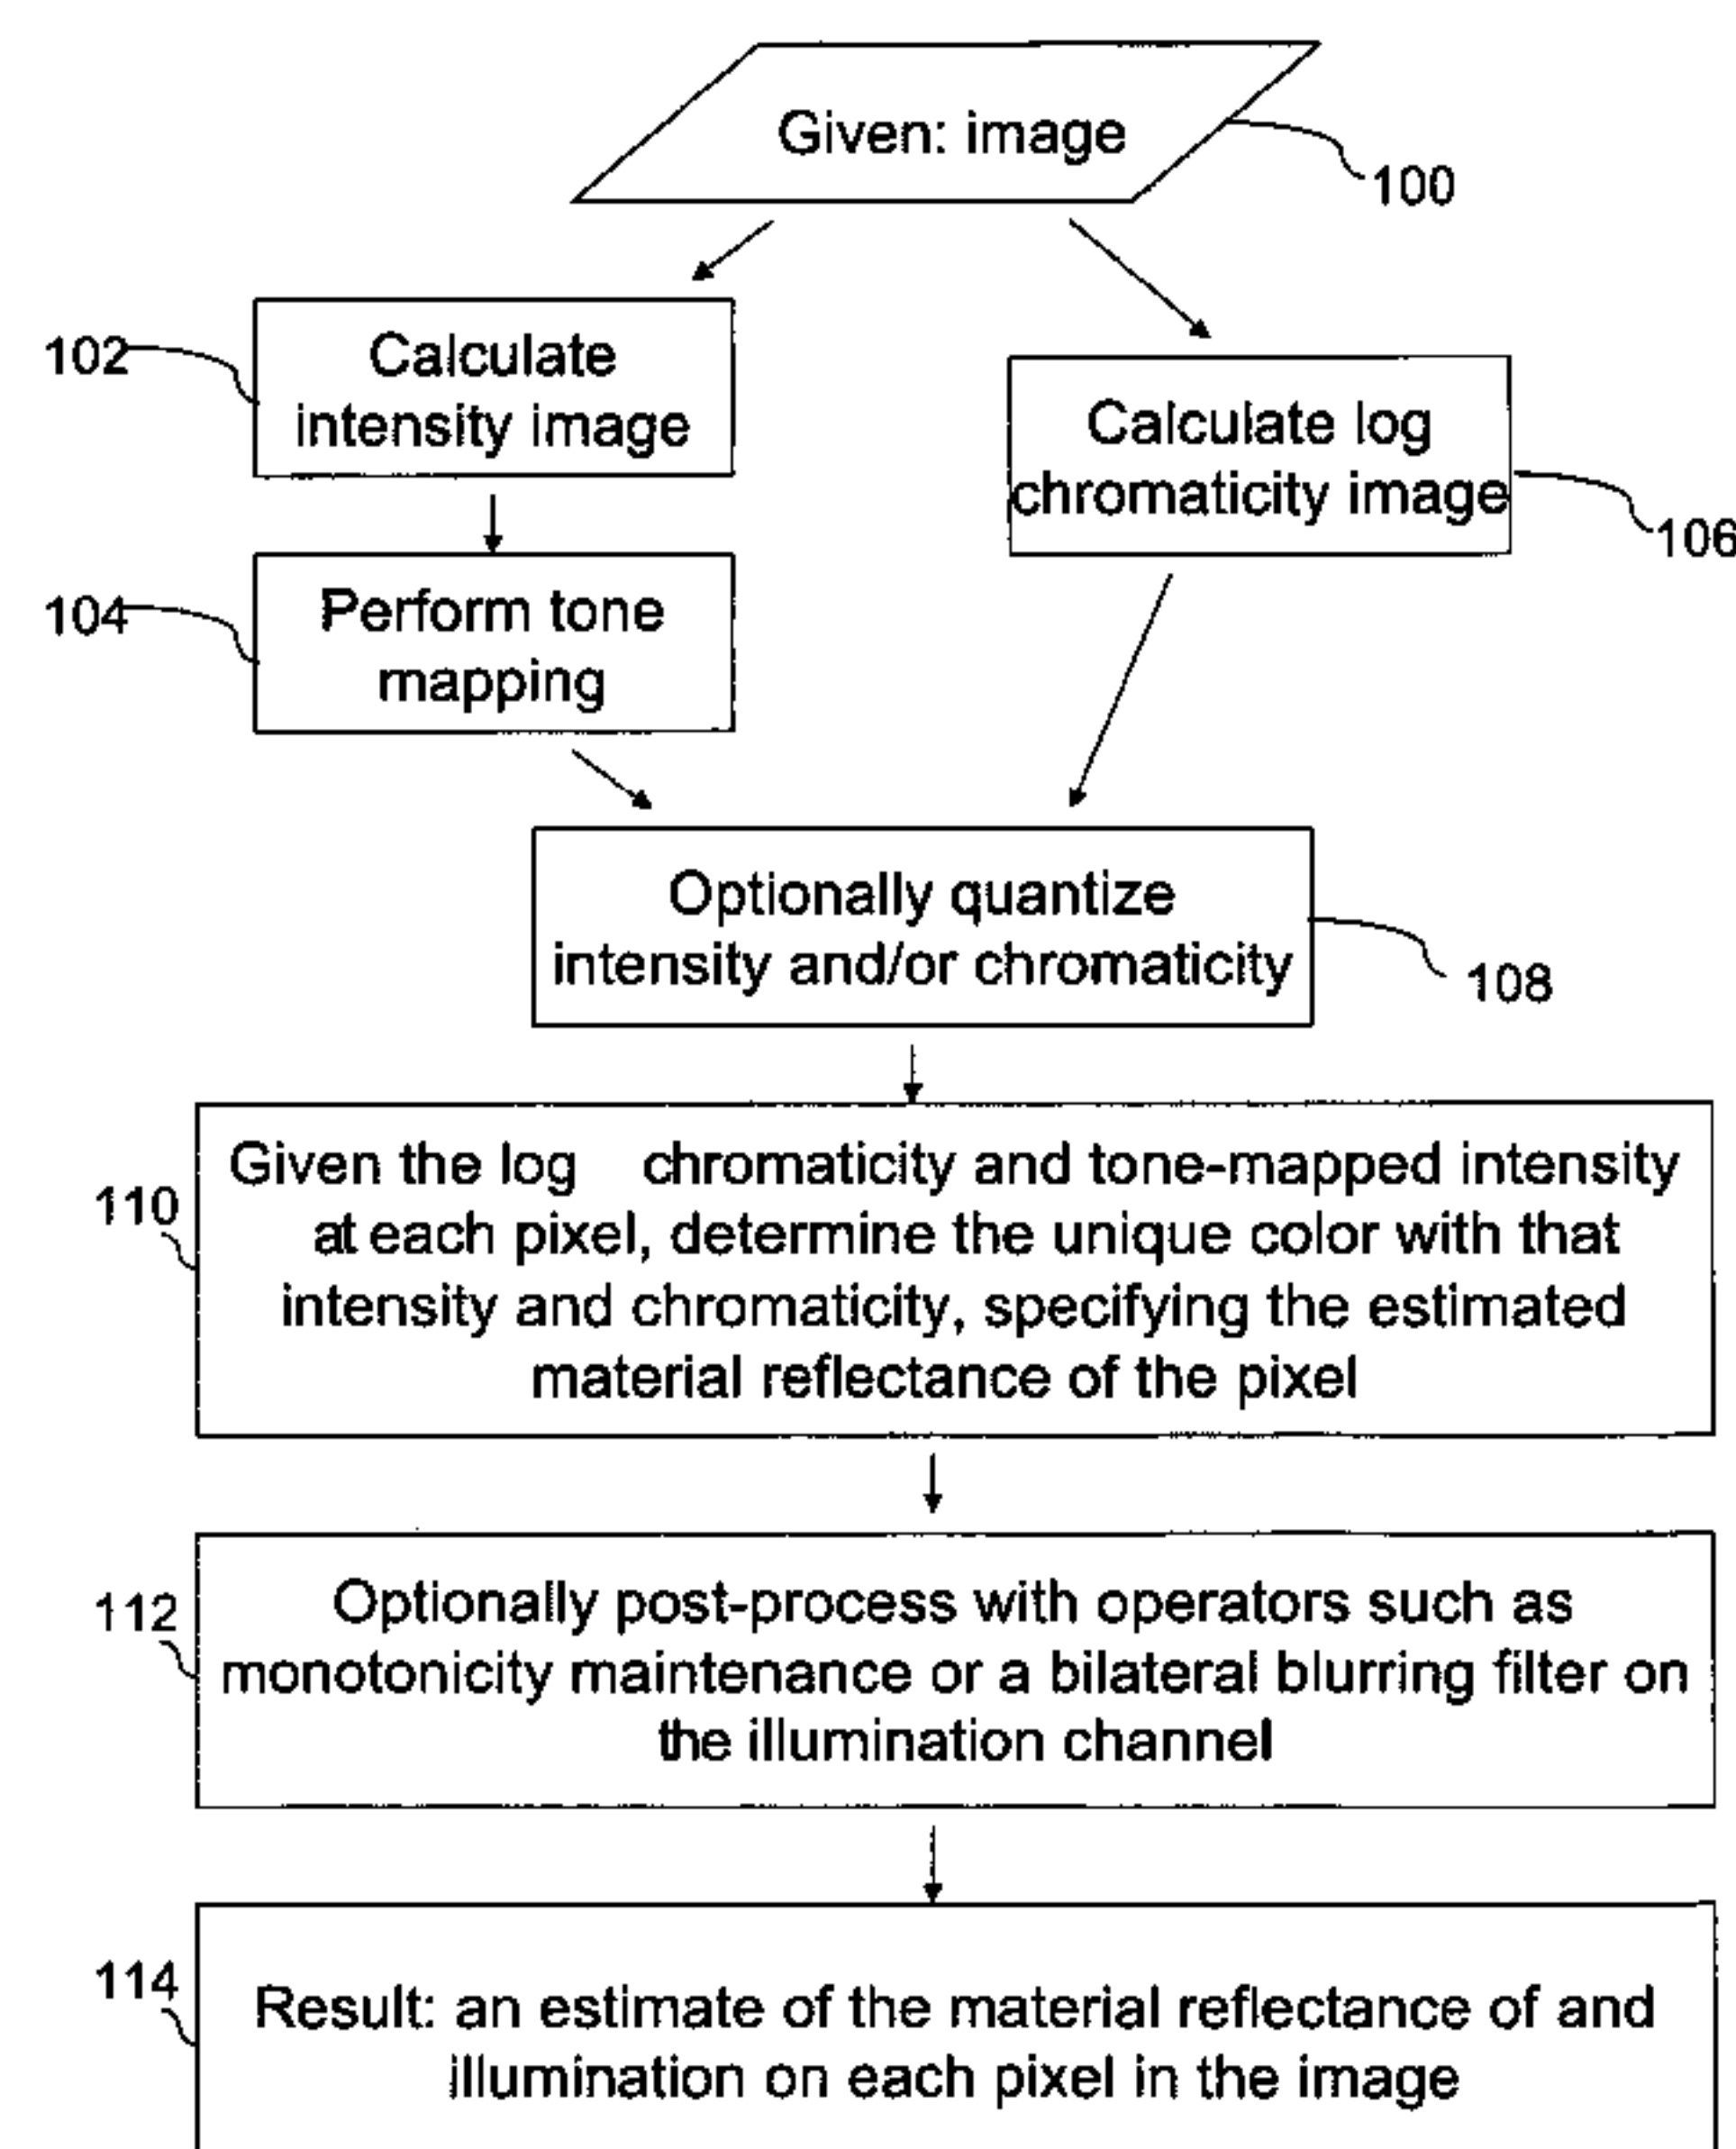 Given: image
100
102
Calculate
intensity image
Calculate log
chromaticity image
106
104
Perform tone
mapping
Optionally quantize
intensity and/or chromaticity
108
110
Given the log chromaticity and tone-mapped intensity
at each pixel, determine the unique color with that
intensity and chromaticity, specifying the estimated
material reflectance of the pixel
112
Optionally post-process with operators such as
monotonicity maintenance or a bilateral blurring filter on
the illumination channel
114
Result: an estimate of the material reflectance of and
illumination on each pixel in the image